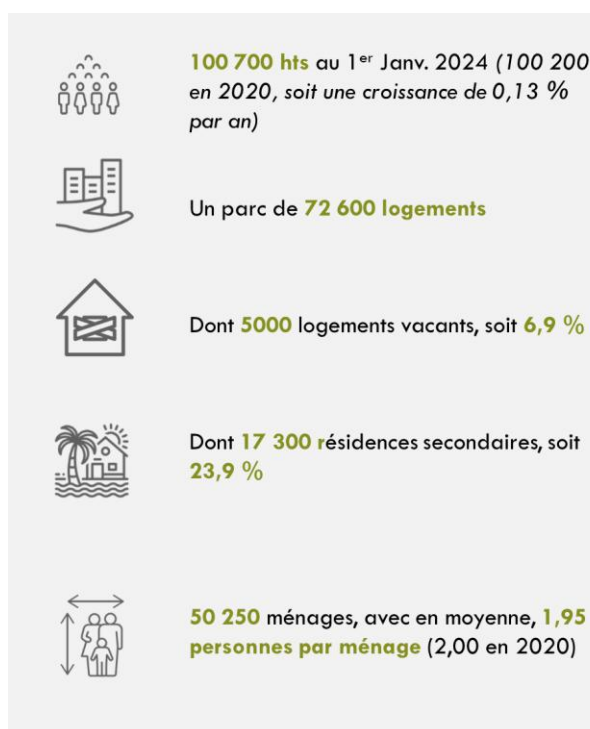 100 700 hts au 1er Janv. 2024 (100 200
en 2020, soit une croissance de 0,13 %
par an)
Un parc de 72 600 logements
Dont 5000 logements vacants, soit 6,9 %
Dont 17 300 résidences secondaires, soit
23,9 %
50 250 ménages, avec en moyenne, 1,95
personnes par ménage (2,00 en 2020)